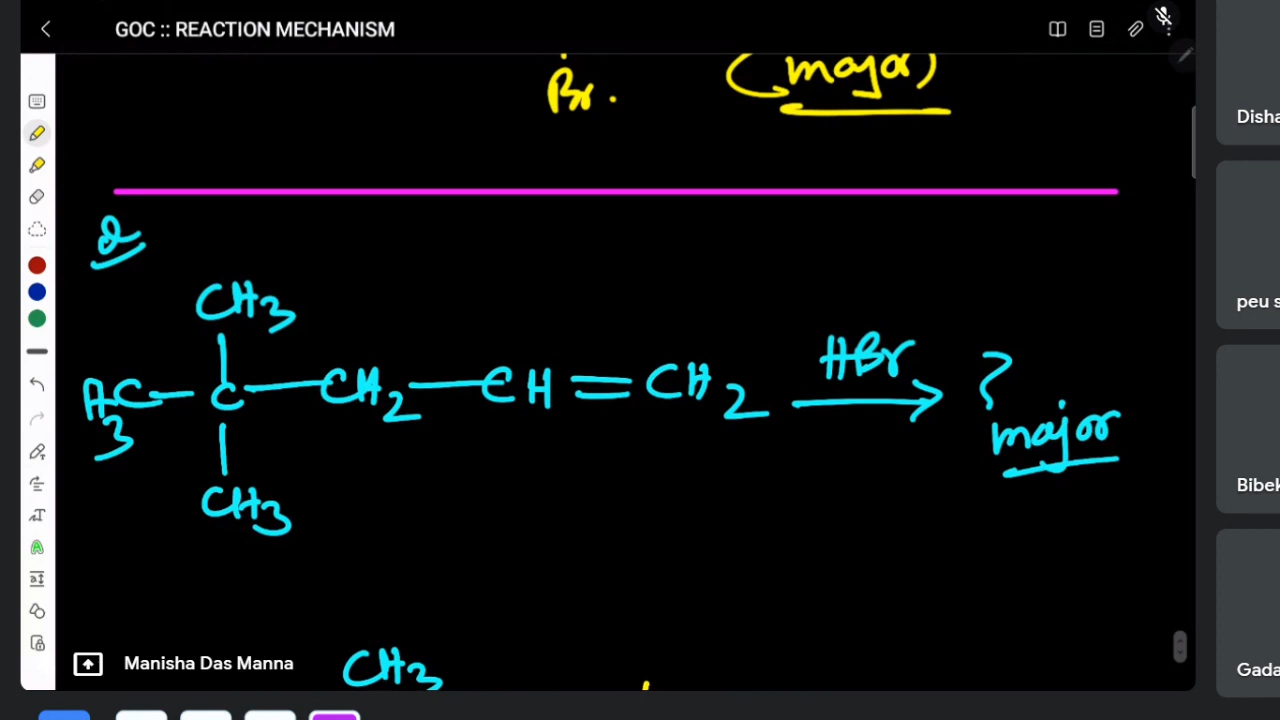 GOC :: REACTION MECHANISM
Br. (major)
Q
CH3
H3C-C-CH2-CH=CH2 HBr ?
major
CH3
Manisha Das Manna
CH3
Disha
peu s
Bibek
Gada